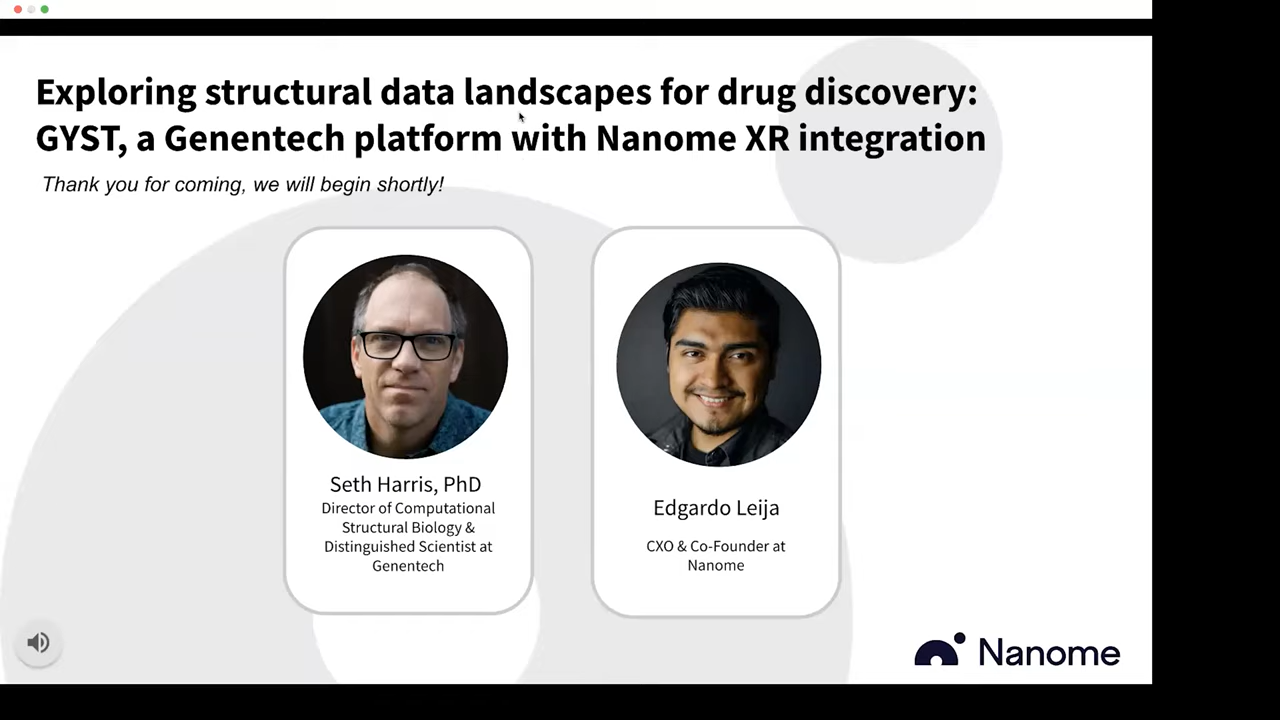 Exploring structural data landscapes for drug discovery:
GYST, a Genentech platform with Nanome XR integration
Thank you for coming, we will begin shortly!
Seth Harris, PhD
Director of Computational
Structural Biology &
Distinguished Scientist at
Genentech
Edgardo Leija
CXO & Co-Founder at
Nanome
Nanome